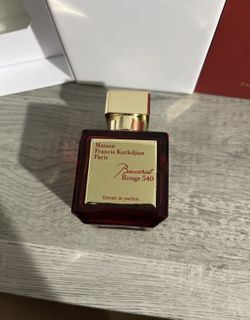 Maison
Francis Kurkdjian
Paris
Baccarat
Rouge 540
Extrait de parfum